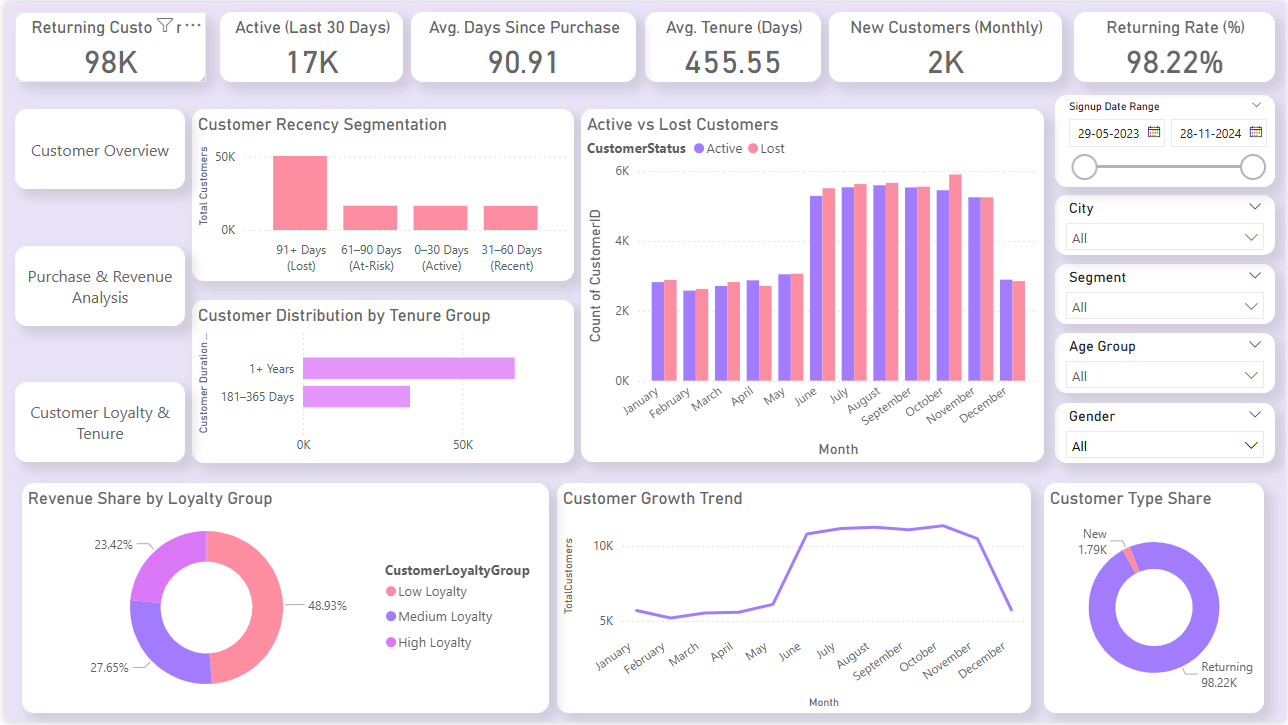 Returning Custo r ...
98K
Active (Last 30 Days)
17K
Avg. Days Since Purchase
90.91
Avg. Tenure (Days)
455.55
New Customers (Monthly)
2K
Returning Rate (%)
98.22%
Customer Overview
Purchase & Revenue
Analysis
Customer Loyalty &
Tenure
Customer Recency Segmentation
Total Customers
50K
0K
91+ Days
(Lost)
61–90 Days
(At-Risk)
0–30 Days
(Active)
31–60 Days
(Recent)
Customer Distribution by Tenure Group
Customer Duration ...
1+ Years
181–365 Days
0K
50K
Active vs Lost Customers
CustomerStatus Active Lost
Count of CustomerID
6K
4K
2K
0K
January
February
March
April
May
June
July
August
September
October
November
December
Month
Signup Date Range
29-05-2023
28-11-2024
City
All
Segment
All
Age Group
All
Gender
All
Revenue Share by Loyalty Group
23.42%
48.93%
27.65%
CustomerLoyaltyGroup
Low Loyalty
Medium Loyalty
High Loyalty
Customer Growth Trend
TotalCustomers
10K
5K
January
February
March
April
May
June
July
August
September
October
November
December
Month
Customer Type Share
New
1.79K
Returning
98.22K